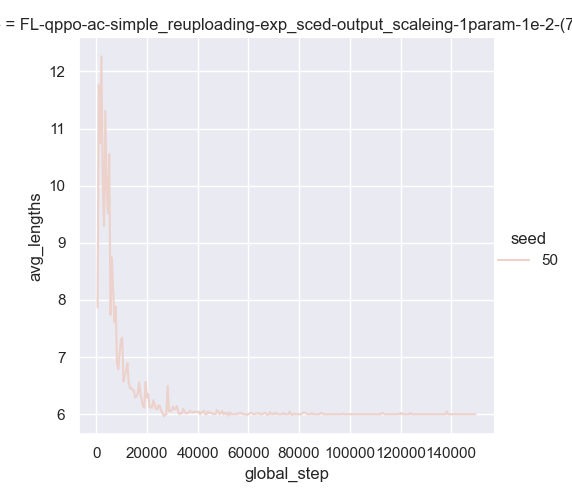 = FL-qppo-ac-simple_reuploading-exp_sced-output_scaleing-1param-1e-2-(7
12
11
10
9
8
7
6
avg_lengths
seed
50
0 20000 40000 60000 80000 100000 120000 140000
global_step